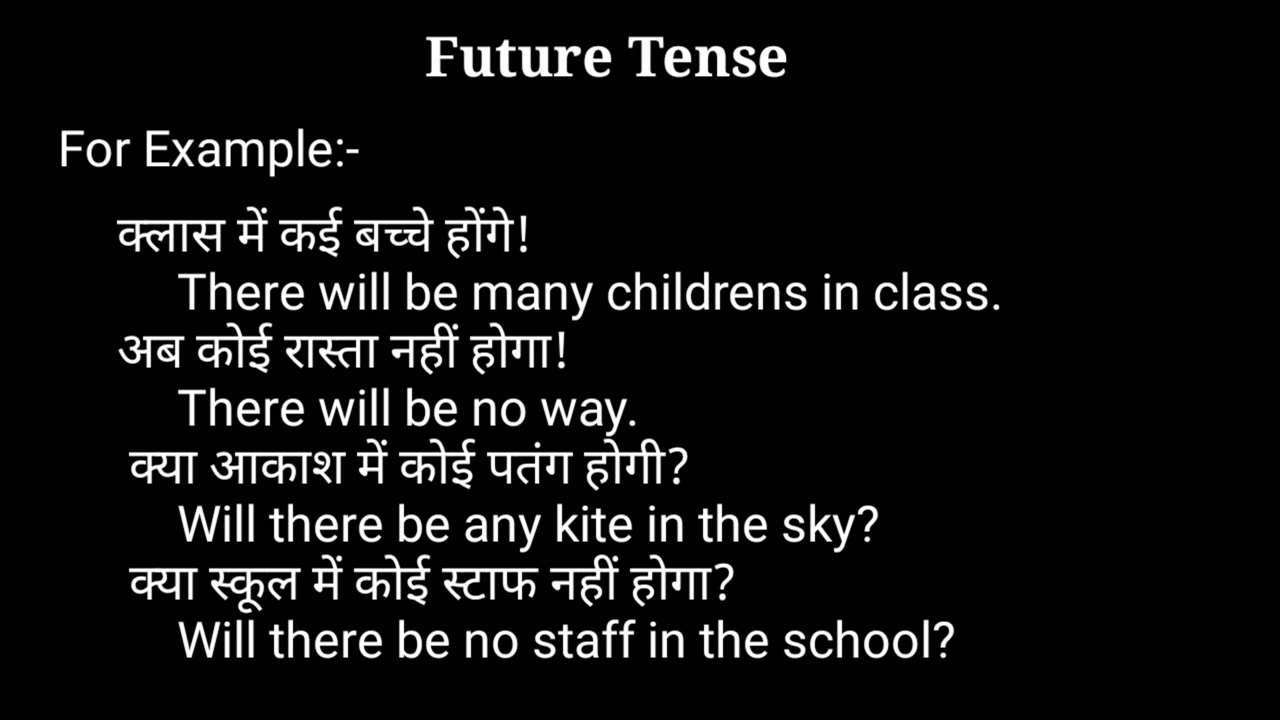 Future Tense
For Example:-
क्लास में कई बच्चे होंगे!
There will be many childrens in class.
अब कोई रास्ता नहीं होगा!
There will be no way.
क्या आकाश में कोई पतंग होगी?
Will there be any kite in the sky?
क्या स्कूल में कोई स्टाफ नहीं होगा?
Will there be no staff in the school?